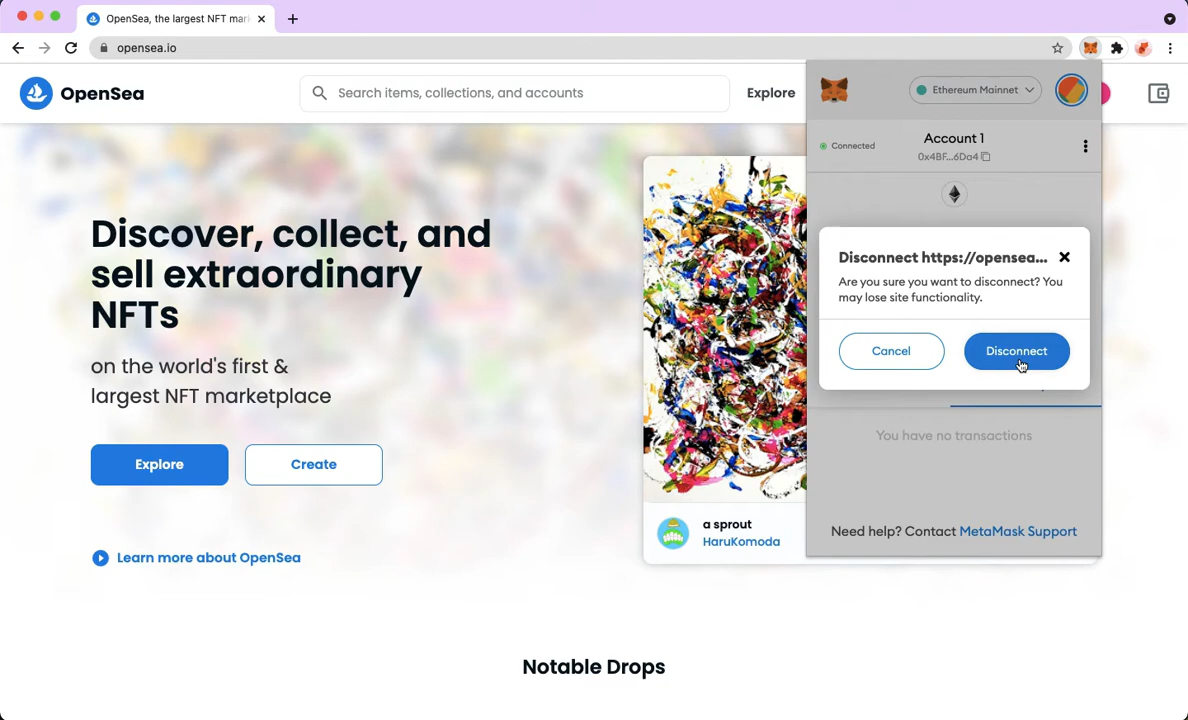 OpenSea, the largest NFT mar
opensea.io
OpenSea
Search items, collections, and accounts
Explore
Ethereum Mainnet
Connected
Account 1
0x4BF...6Da4
Discover, collect, and
sell extraordinary
NFTs
on the world's first &
largest NFT marketplace
Explore
Create
Learn more about OpenSea
a sprout
HaruKomoda
Disconnect https://opensea...
Are you sure you want to disconnect? You
may lose site functionality.
Cancel
Disconnect
You have no transactions
Need help? Contact MetaMask Support
Notable Drops